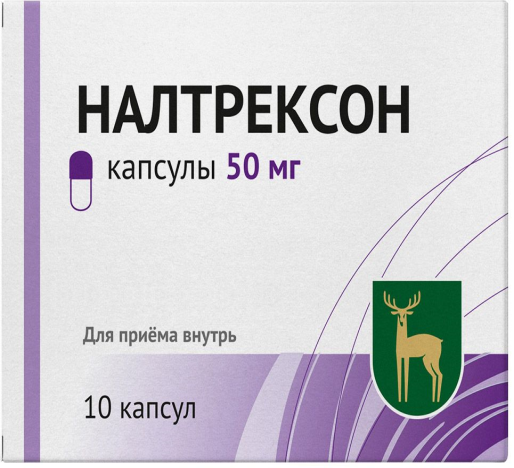 НАЛТРЕКСОН
капсулы 50 мг
Для приёма внутрь
10 капсул